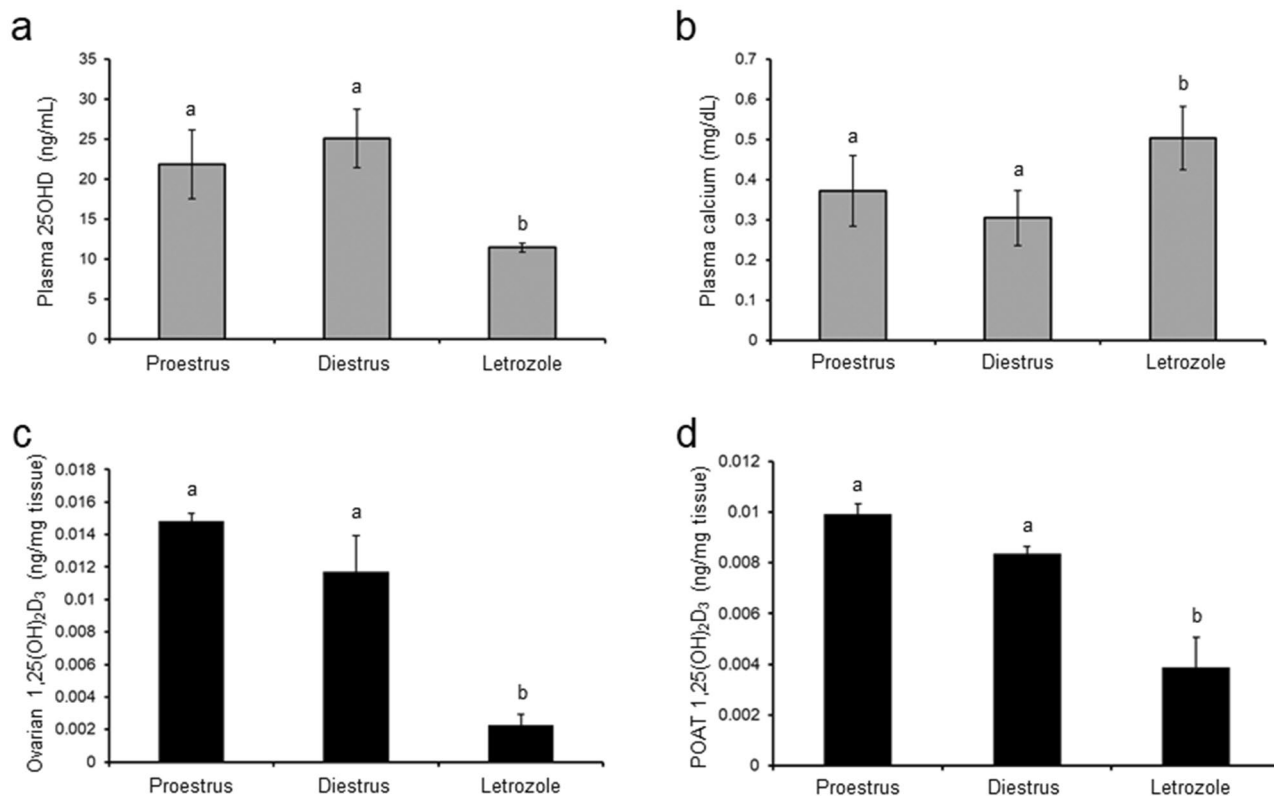 a
Plasma 25OHD (ng/mL)
35
30
25
20
15
10
5
0
a
a
b
Proestrus
Diestrus
Letrozole
b
Plasma calcium (mg/dL)
0.7
0.6
0.5
0.4
0.3
0.2
0.1
0
a
a
b
Proestrus
Diestrus
Letrozole
c
Ovarian 1,25(OH)₂D₃ (ng/mg tissue)
0.018
0.016
0.014
0.012
0.01
0.008
0.006
0.004
0.002
0
a
a
b
Proestrus
Diestrus
Letrozole
d
POAT 1,25(OH)₂D₃ (ng/mg tissue)
0.012
0.01
0.008
0.006
0.004
0.002
0
a
a
b
Proestrus
Diestrus
Letrozole